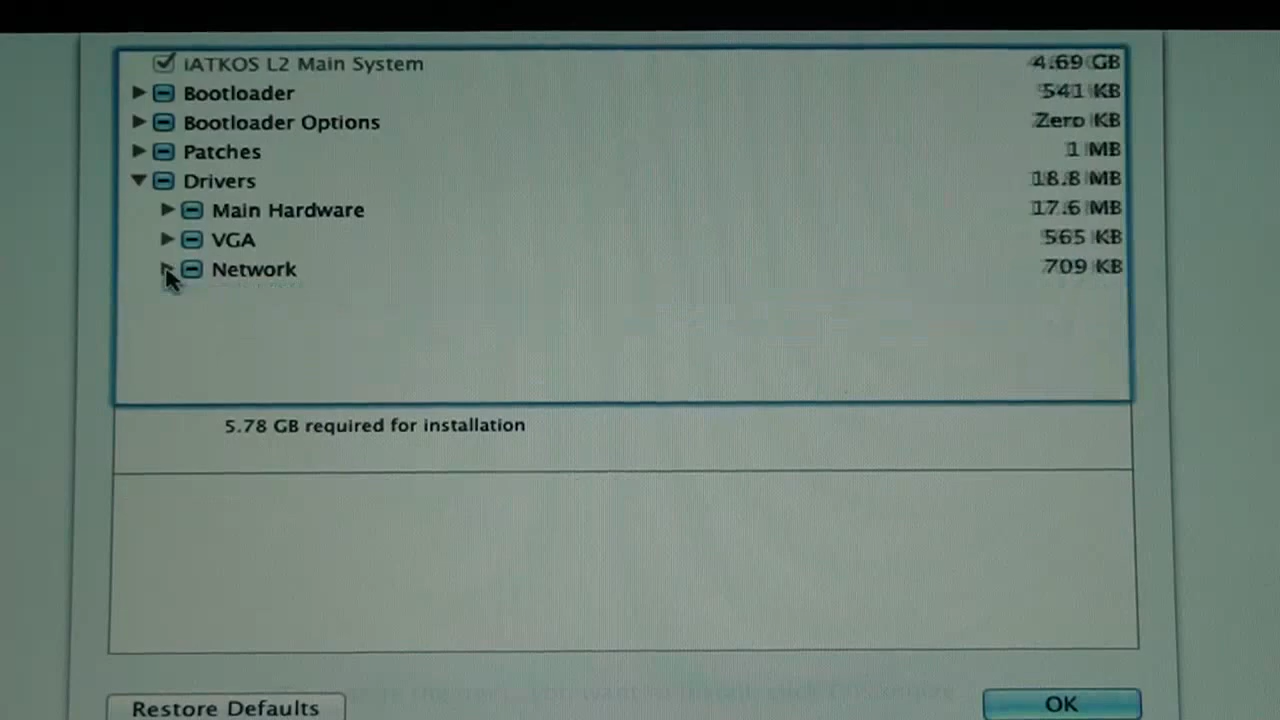 iATKOS L2 Main System 4.69 GB
Bootloader 541 KB
Bootloader Options Zero KB
Patches 1 MB
Drivers 18.8 MB
Main Hardware 17.6 MB
VGA 565 KB
Network 709 KB
5.78 GB required for installation
Restore Defaults OK